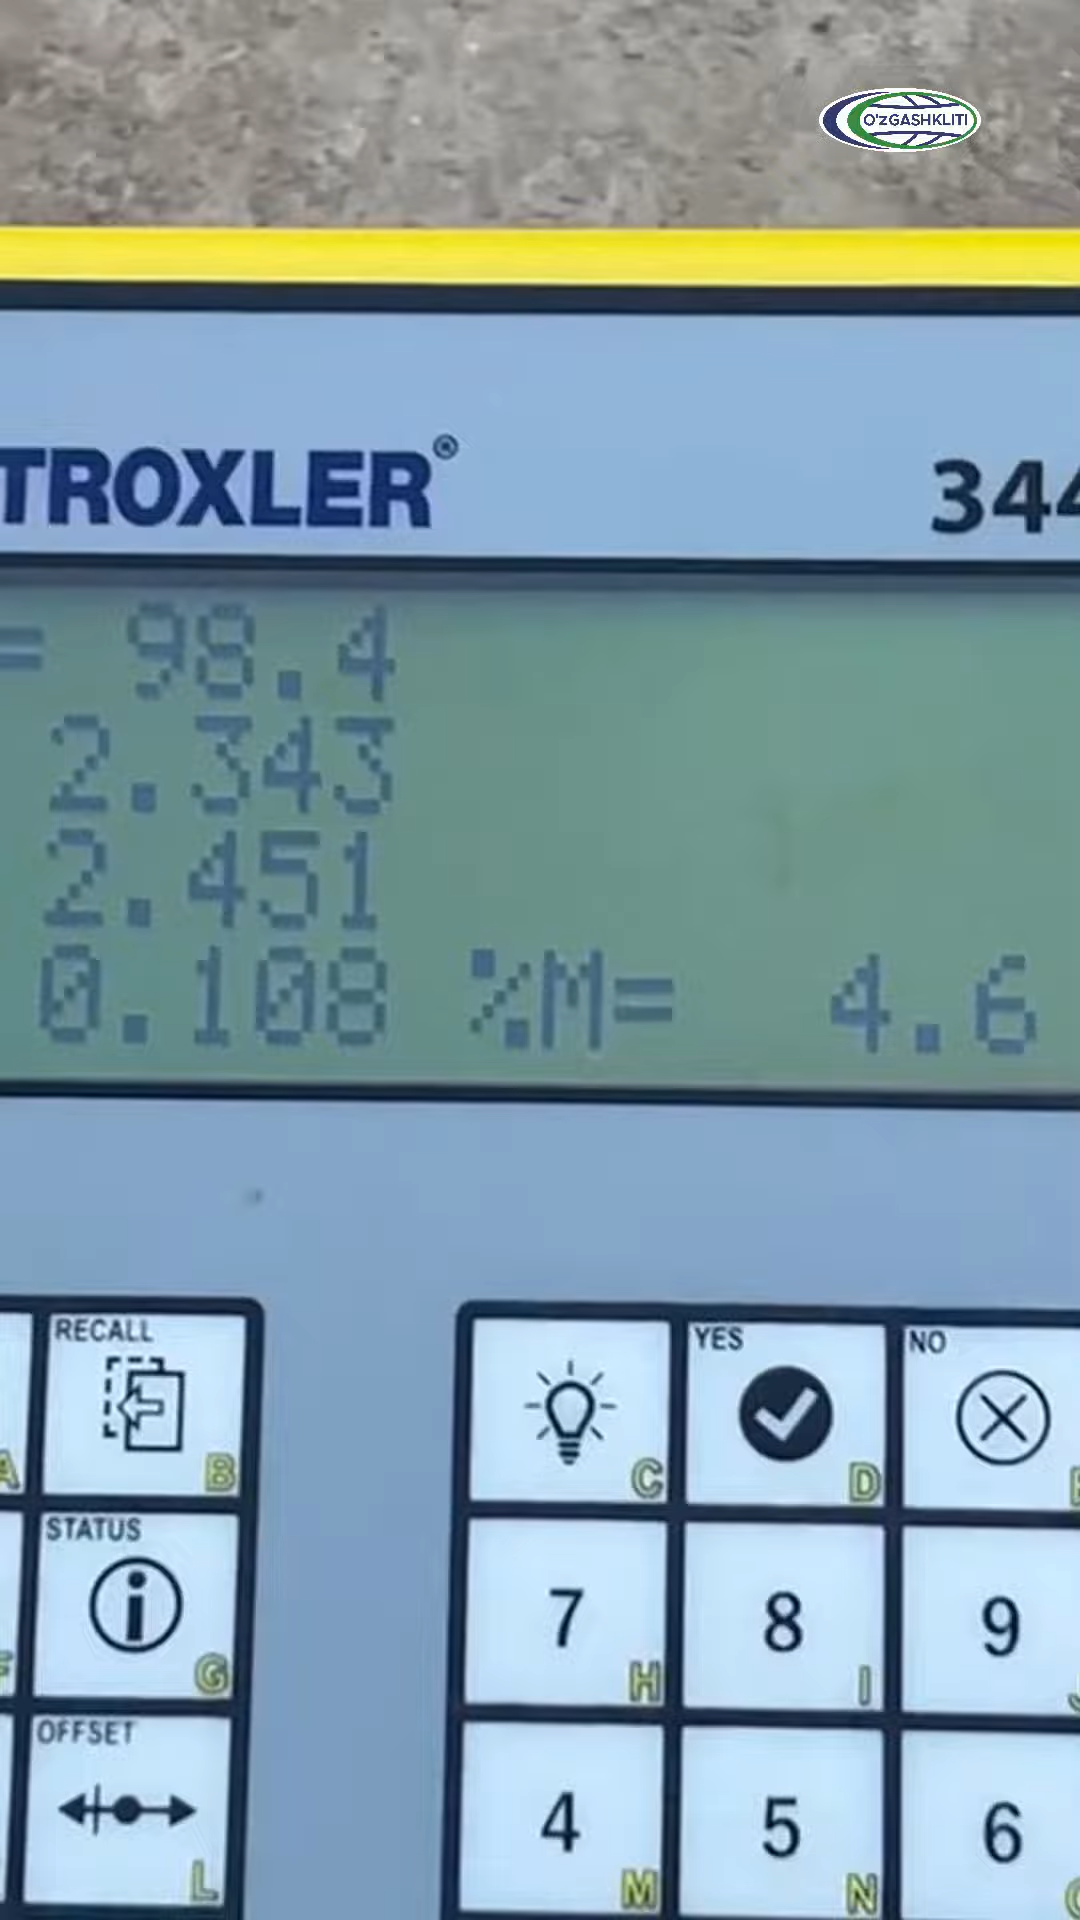 O'zGASHKLITI
TROXLER®
344
= 98.4
2.343
2.451
0.108 %M= 4.6
RECALL
B
C
YES
D
NO
STATUS
G
7
H
8
I
9
OFFSET
L
4
M
5
N
6